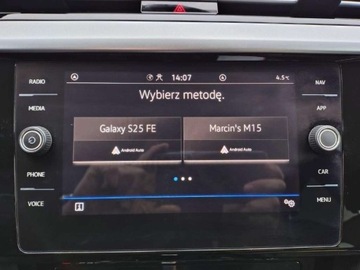 RADIO
MEDIA
PHONE
VOICE
14:07
4.5°C
Wybierz metodę.
Galaxy S25 FE
Android Auto
Marcin's M15
Android Auto
NAV
APP
CAR
MENU